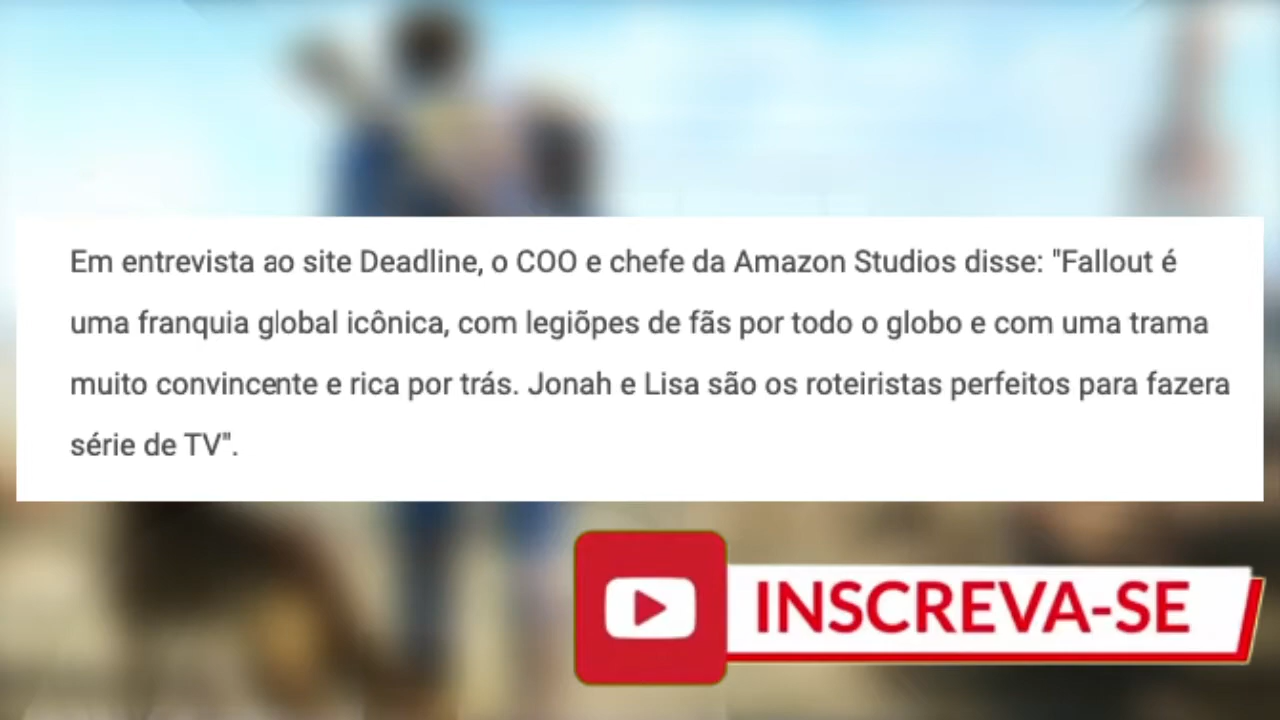 Em entrevista ao site Deadline, o COO e chefe da Amazon Studios disse: "Fallout é
uma franquia global icônica, com legiõpes de fãs por todo o globo e com uma trama
muito convincente e rica por trás. Jonah e Lisa são os roteiristas perfeitos para fazera
série de TV".
INSCREVA-SE